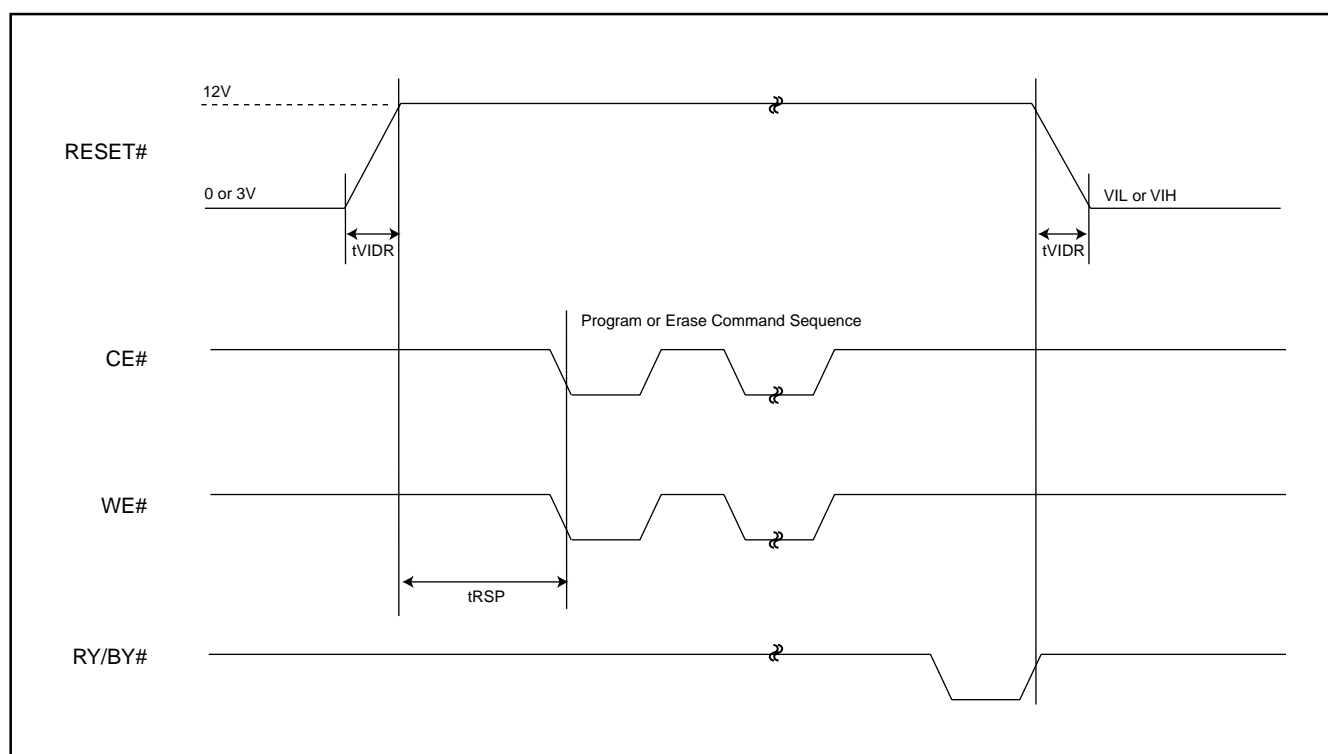 12V
RESET#
0 or 3V
VIL or VIH
tVIDR
tVIDR
Program or Erase Command Sequence
CE#
WE#
tRSP
RY/BY#